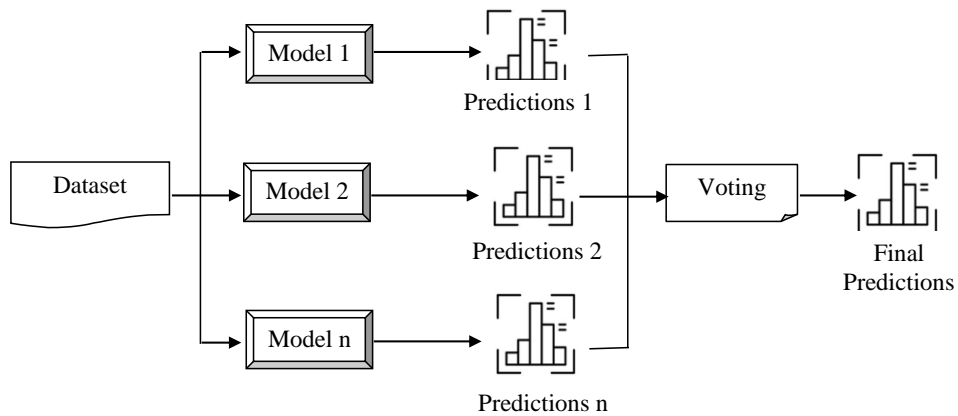 Model 1
Predictions 1
Dataset
Model 2
Voting
Predictions 2
Final
Predictions
Model n
Predictions n